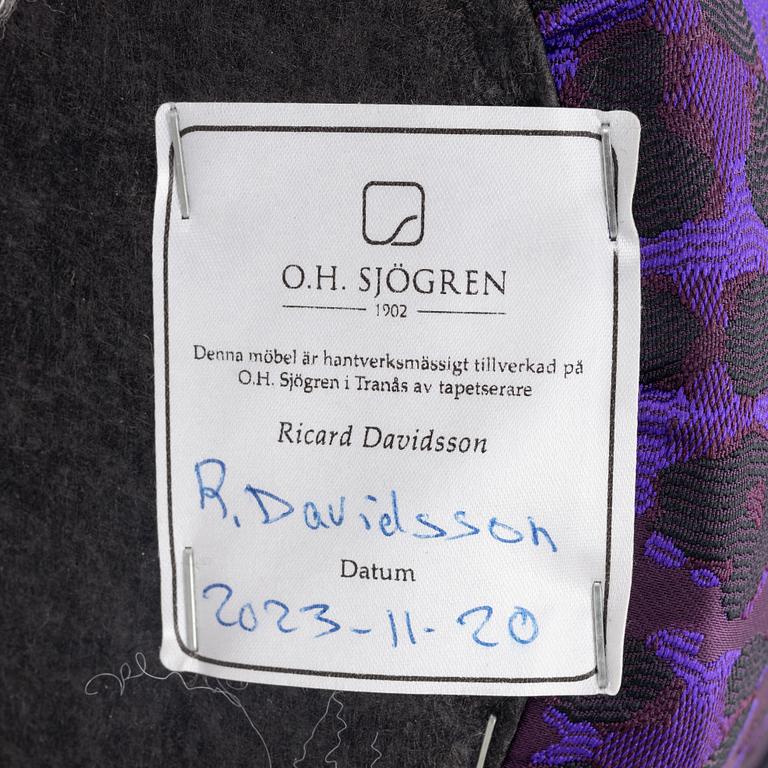 O.H. SJÖGREN
1902
Denna möbel är hantverksmässigt tillverkad på
O.H. Sjögren i Tranås av tapetserare
Ricard Davidsson
R. Davidsson
Datum
2023-11-20